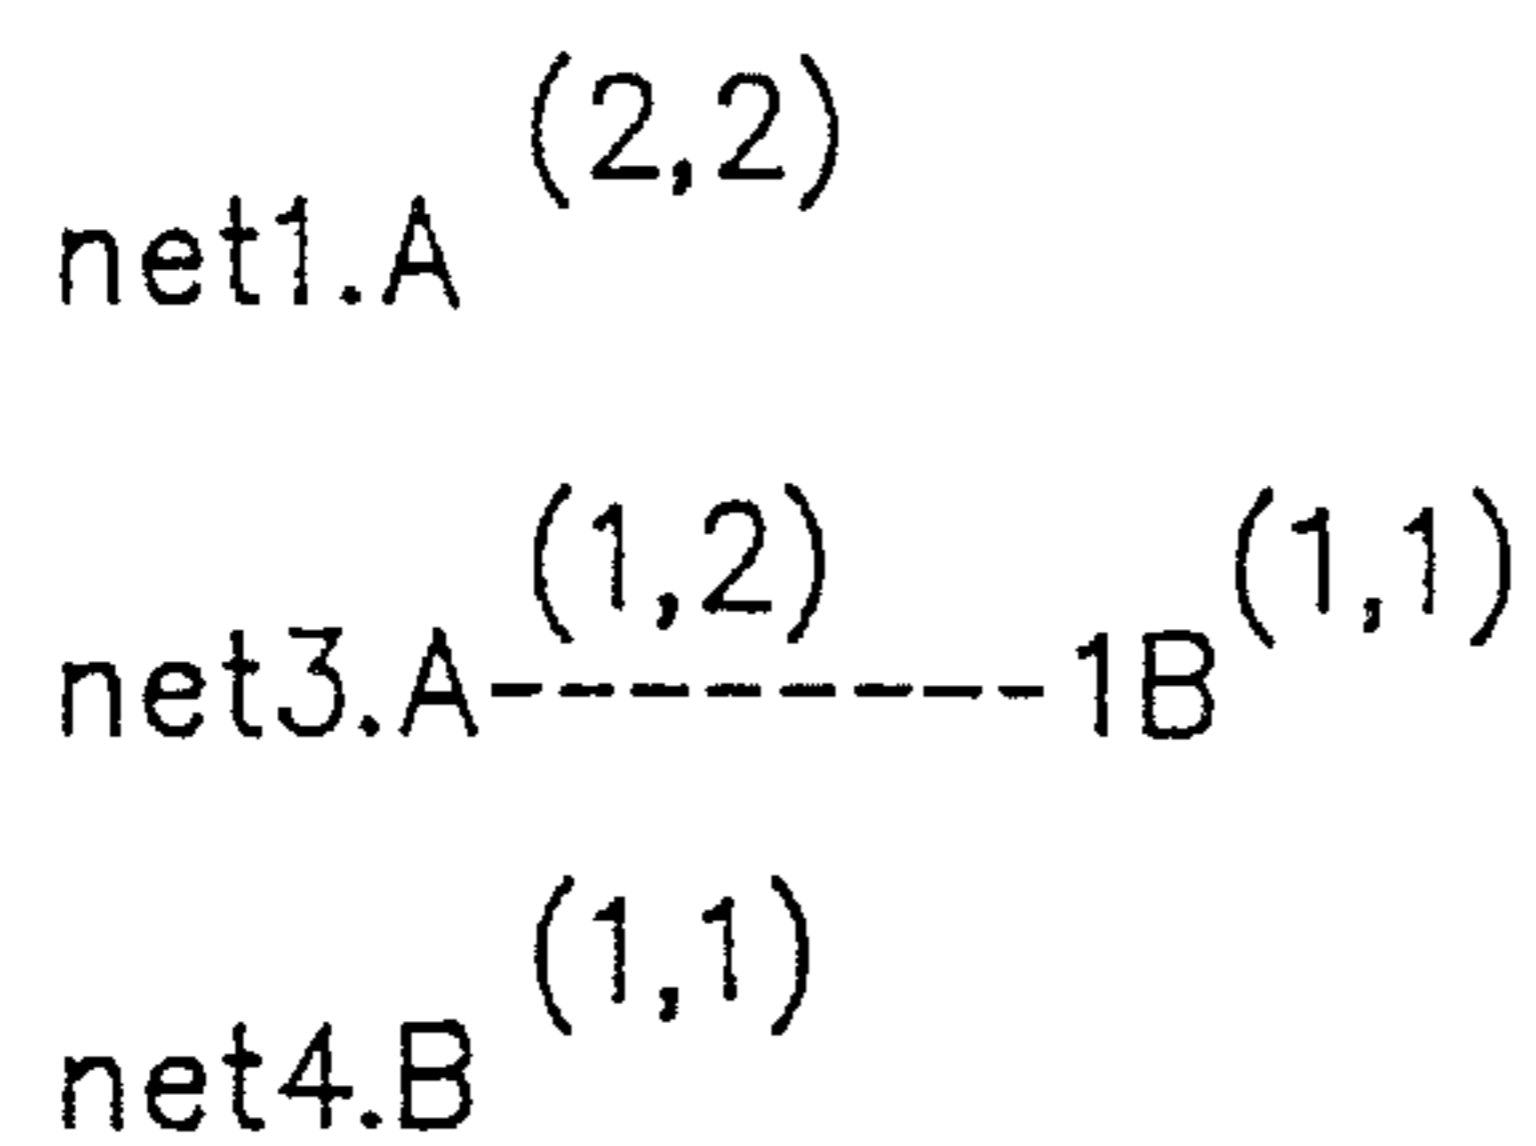 net1.A (2,2)
net3.A (1,2) -------- 1B (1,1)
net4.B (1,1)